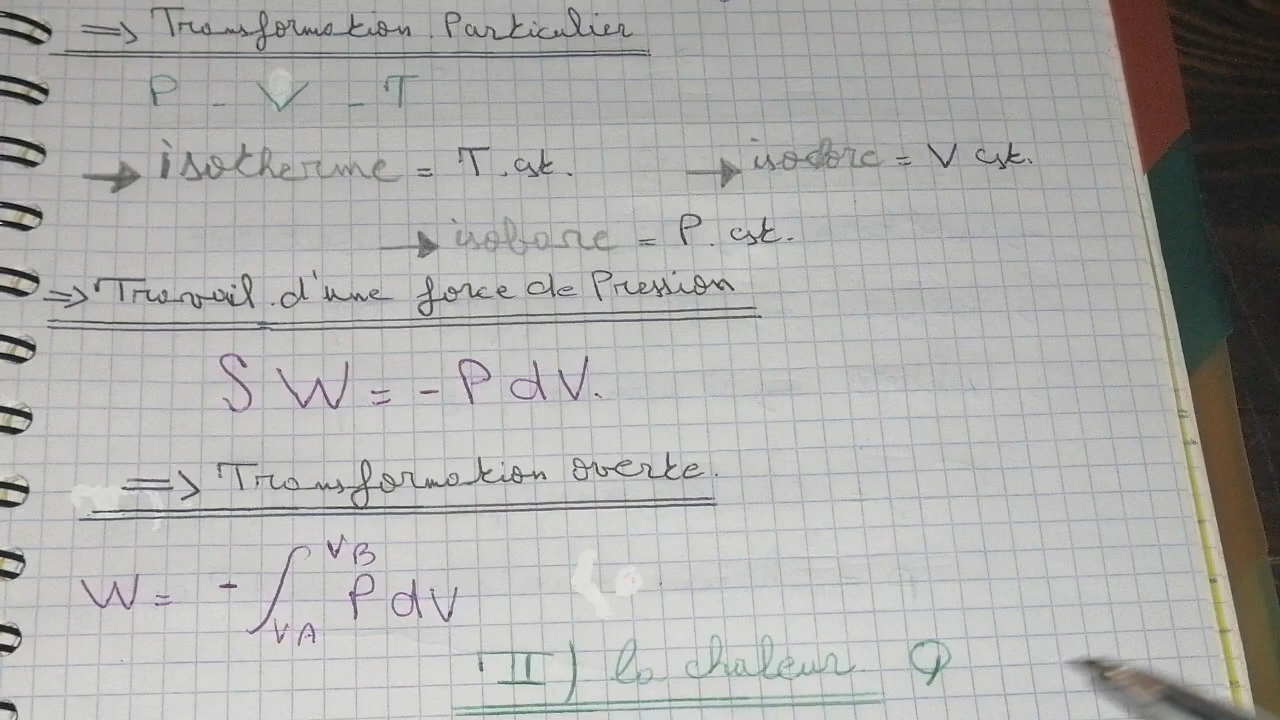 => Transformation Particulier
P - V - T
→ isotherme = T. cst. → isochore = V cst.
→ isobare = P. cst.
=> Travail d'une force de Pression
δW = - P dV.
=> Transformation overte.
W = - ∫ VB VA P dV
II) la chaleur Q